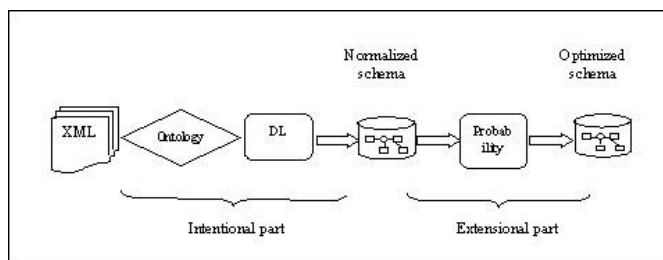 Normalized
schema
Optimized
schema
XML
Ontology
DL
Probab
ility
Intentional part
Extensional part